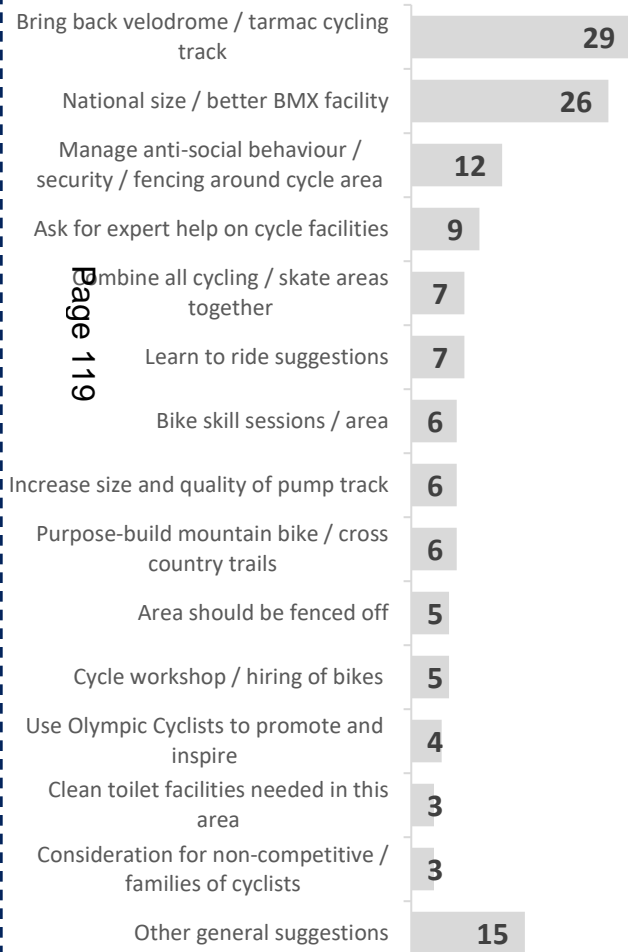 Bring back velodrome / tarmac cycling
track
29
National size / better BMX facility
26
Manage anti-social behaviour /
security / fencing around cycle area
12
Ask for expert help on cycle facilities
9
Combine all cycling / skate areas
together
7
Page 119
Learn to ride suggestions
7
Bike skill sessions / area
6
Increase size and quality of pump track
6
Purpose-build mountain bike / cross
country trails
6
Area should be fenced off
5
Cycle workshop / hiring of bikes
5
Use Olympic Cyclists to promote and
inspire
4
Clean toilet facilities needed in this
area
3
Consideration for non-competitive /
families of cyclists
3
Other general suggestions
15